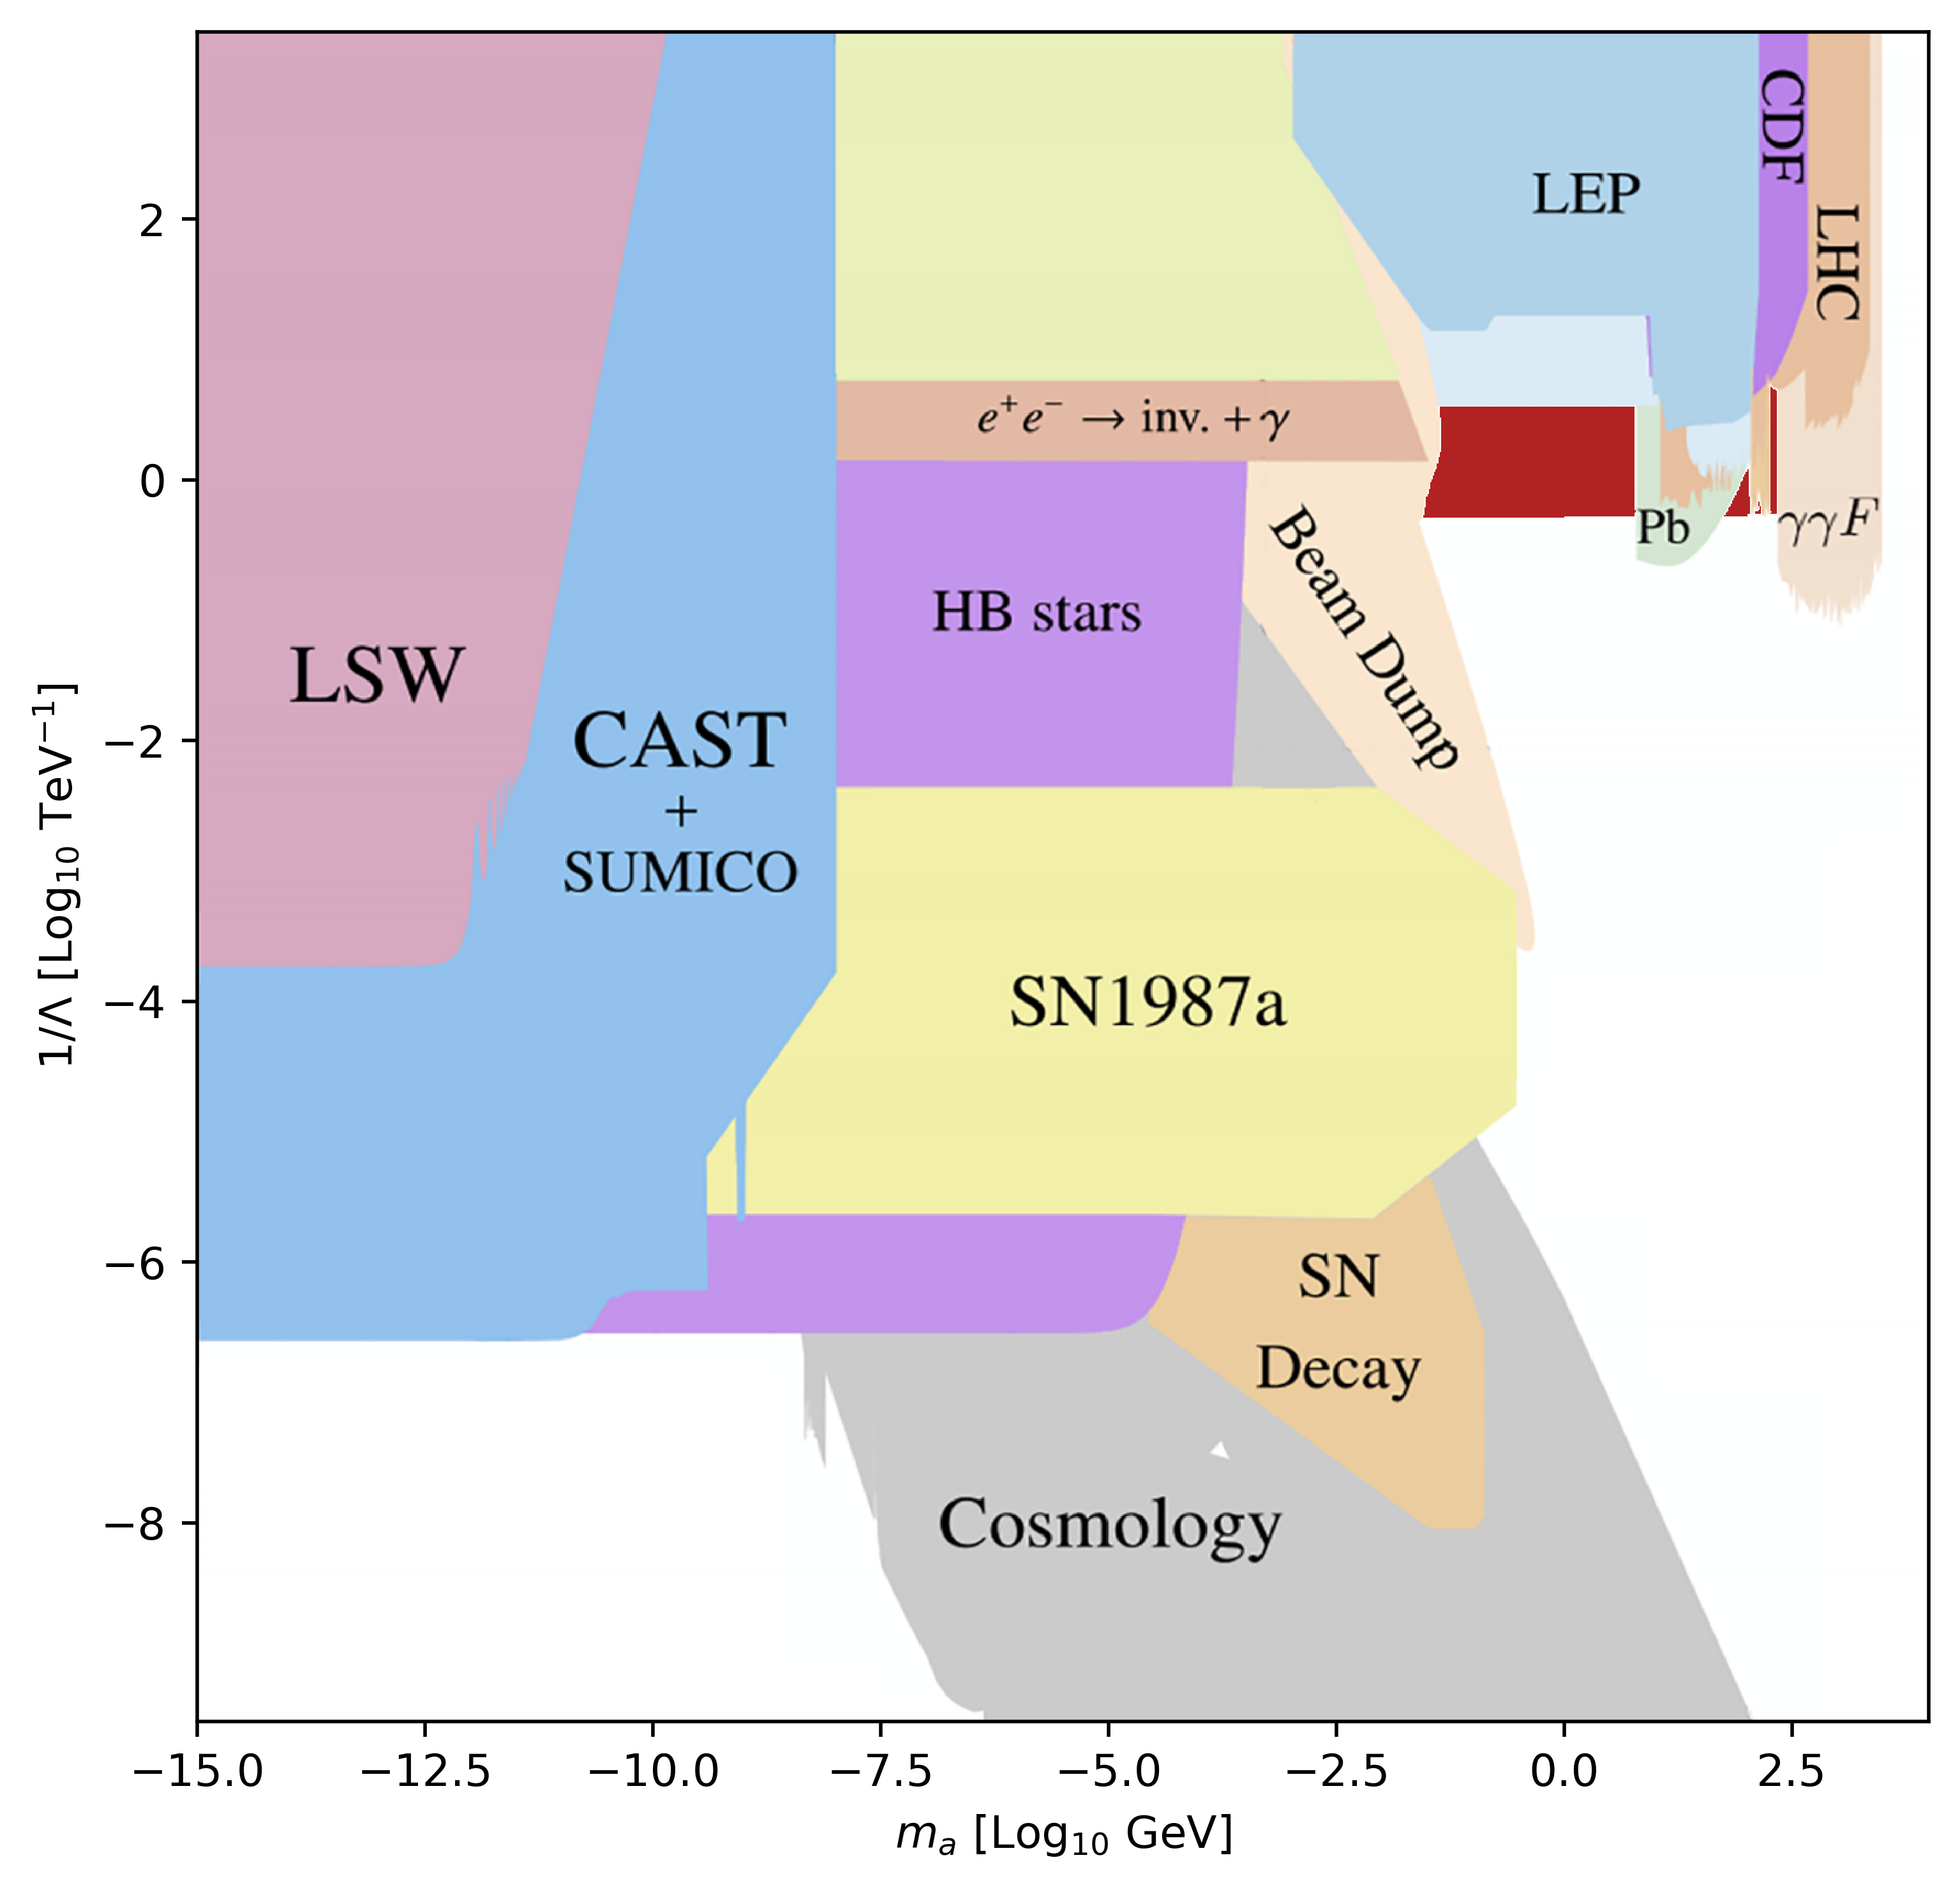 CDF
LEP
LHC
2
e⁺e⁻ → inv. + γ
0
Pb
γγF
Beam Dump
HB stars
LSW
−2
CAST
+
SUMICO
1/Λ [Log₁₀ TeV⁻¹]
−4
SN1987a
−6
SN
Decay
−8
Cosmology
−15.0 −12.5 −10.0 −7.5 −5.0 −2.5 0.0 2.5
mₐ [Log₁₀ GeV]